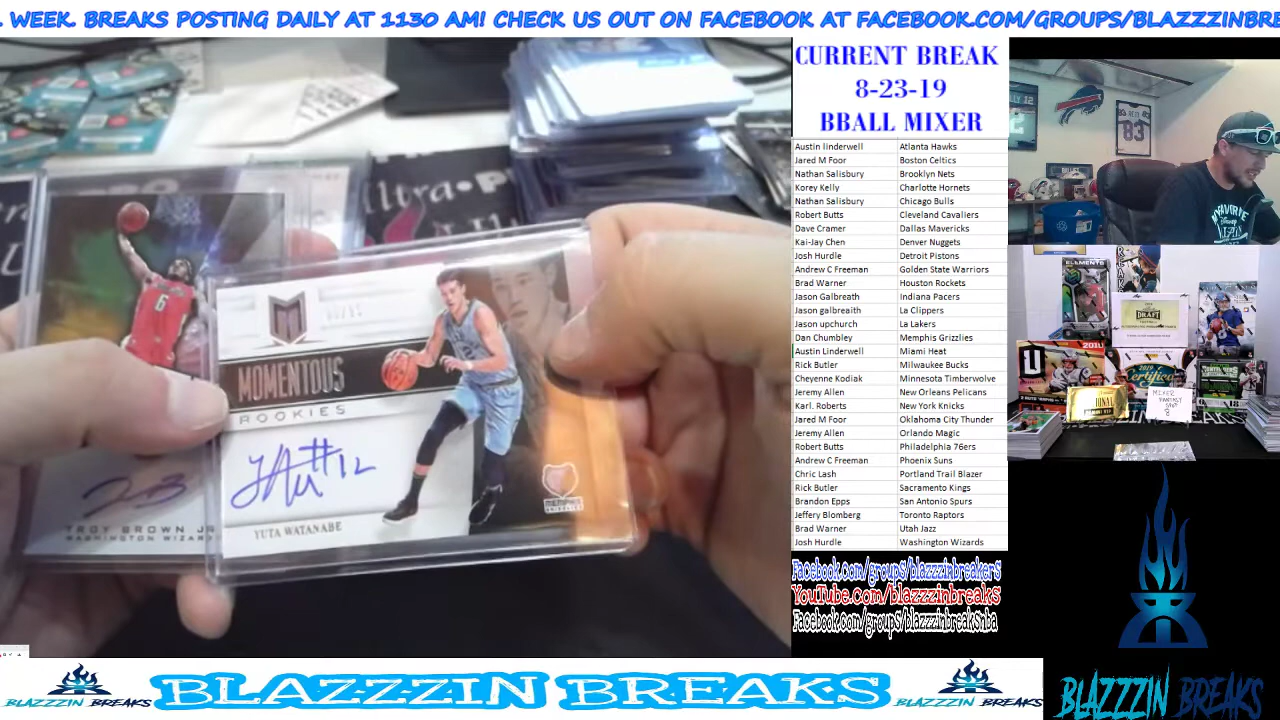 . WEEK. BREAKS POSTING DAILY AT 1130 AM! CHECK US OUT ON FACEBOOK AT FACEBOOK.COM/GROUPS/BLAZZZINBRE
CURRENT BREAK
8-23-19
BBALL MIXER
Austin linderwell Atlanta Hawks
Jared M Foor Boston Celtics
Nathan Salisbury Brooklyn Nets
Korey Kelly Charlotte Hornets
Nathan Salisbury Chicago Bulls
Robert Butts Cleveland Cavaliers
Dave Cramer Dallas Mavericks
Kai-Jay Chen Denver Nuggets
Josh Hurdle Detroit Pistons
Andrew C Freeman Golden State Warriors
Brad Warner Houston Rockets
Jason Galbreath Indiana Pacers
Jason galbreaith La Clippers
Jason upchurch La Lakers
Dan Chumbley Memphis Grizzlies
Austin Linderwell Miami Heat
Rick Butler Milwaukee Bucks
Cheyenne Kodiak Minnesota Timberwolve
Jeremy Allen New Orleans Pelicans
Karl. Roberts New York Knicks
Jared M Foor Oklahoma City Thunder
Jeremy Allen Orlando Magic
Robert Butts Philadelphia 76ers
Andrew C Freeman Phoenix Suns
Chric Lash Portland Trail Blazer
Rick Butler Sacramento Kings
Brandon Epps San Antonio Spurs
Jeffery Blomberg Toronto Raptors
Brad Warner Utah Jazz
Josh Hurdle Washington Wizards
Facebook.com/groups/blazzzinbreakers
YouTube.com/blazzzinbreaks
Facebook.com/groups/blazzzinbreaksnba
ltra•P
6
TROY BROWN JR
WASHINGTON WIZARDS
MOMENTOUS
ROOKIES
#12
YUTA WATANABE
MEMPHIS
83
ELEMENTS
DRAFT
2019
Certified
BLAZZZIN BREAKS
BLAZZZIN BREAKS
BLAZZZIN BREAKS
BLAZZZIN BREAKS